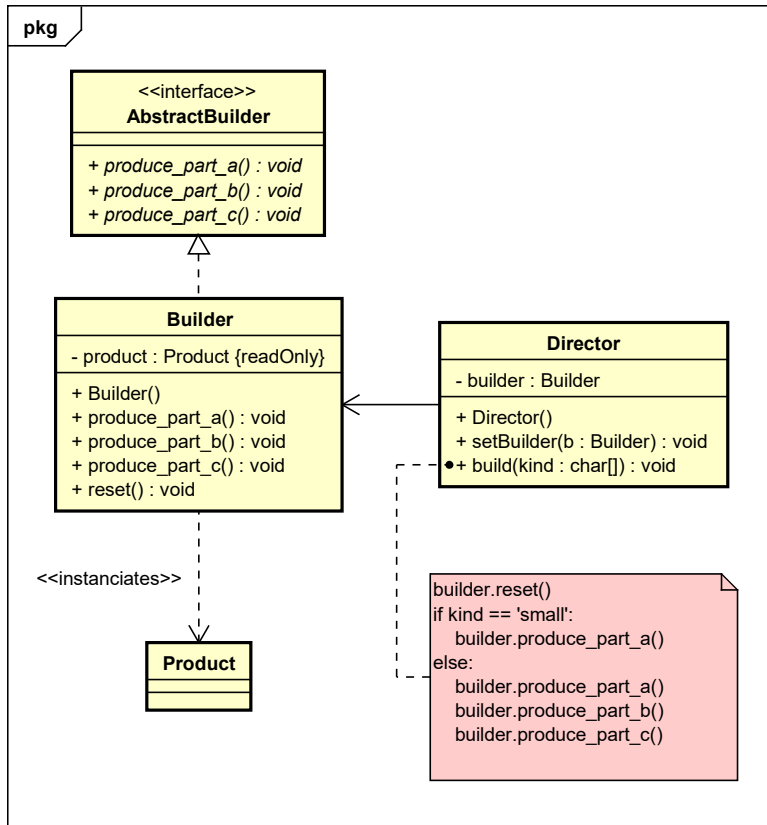 pkg
<<interface>>
AbstractBuilder
+ produce_part_a() : void
+ produce_part_b() : void
+ produce_part_c() : void
Builder
- product : Product {readOnly}
+ Builder()
+ produce_part_a() : void
+ produce_part_b() : void
+ produce_part_c() : void
+ reset() : void
Director
- builder : Builder
+ Director()
+ setBuilder(b : Builder) : void
+ build(kind : char[]) : void
<<instanciates>>
Product
builder.reset()
if kind == 'small':
builder.produce_part_a()
else:
builder.produce_part_a()
builder.produce_part_b()
builder.produce_part_c()